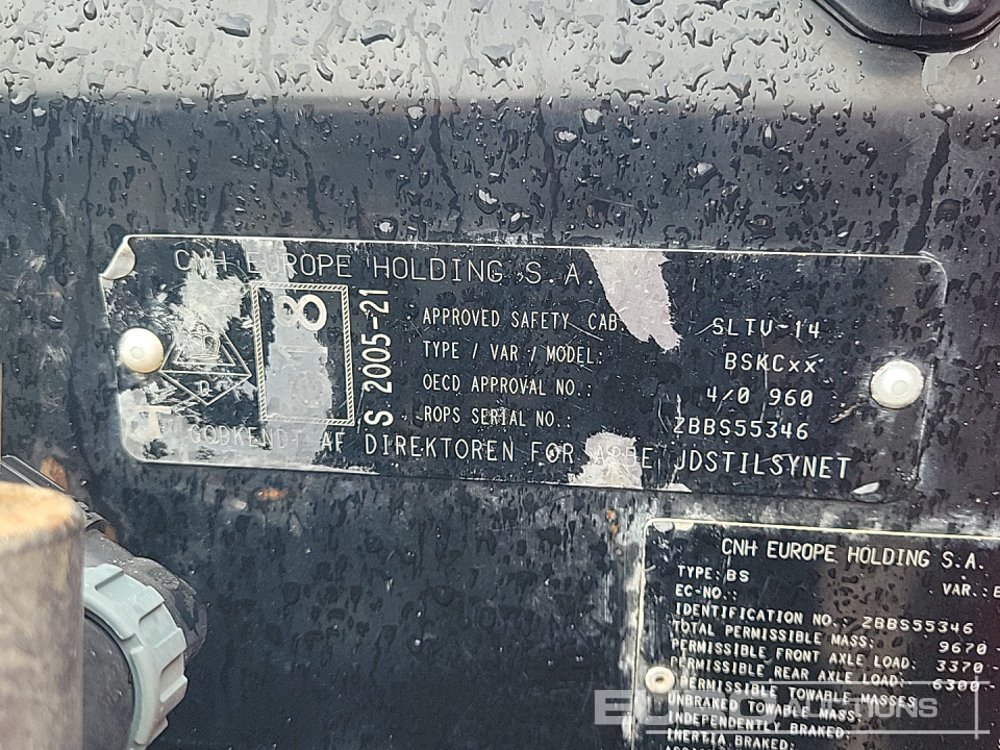 CNH EUROPE HOLDING S.A.
8
S 2005-21
APPROVED SAFETY CAB: SLTV-14
TYPE / VAR / MODEL: BSKCxx
OECD APPROVAL NO.: 4/0 960
ROPS SERIAL NO.: ZBBS55346
GODKENDT AF DIREKTOREN FOR JDSTILSYNET
CNH EUROPE HOLDING S.A.
TYPE: BS VAR.:
EC-NO.:
IDENTIFICATION NO.: ZBBS55346
TOTAL PERMISSIBLE MASS: 9670-
PERMISSIBLE FRONT AXLE LOAD: 3370-
PERMISSIBLE REAR AXLE LOAD: 6300-
PERMISSIBLE TOWABLE MASSES
UNBRAKED TOWABLE MASS:
INDEPENDENTLY BRAKED:
INERTIA BRAKED: